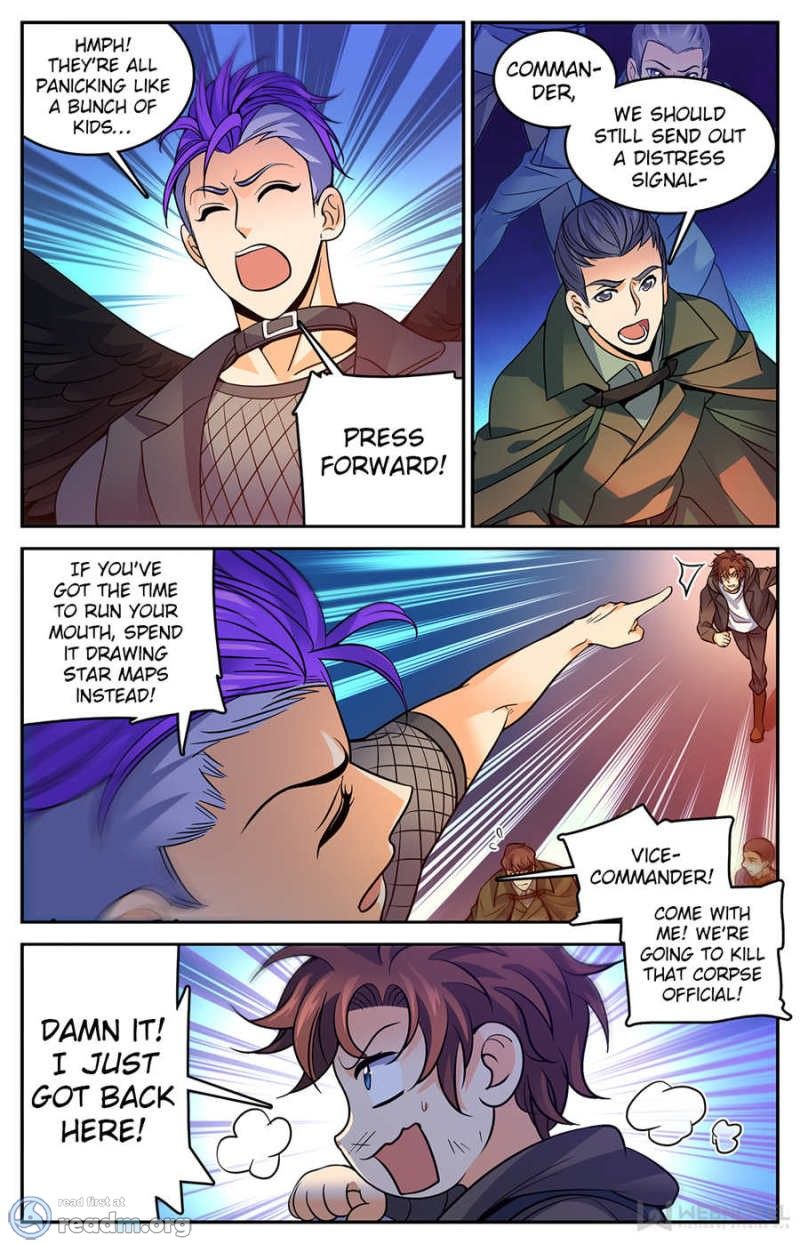 HMPH!
THEY'RE ALL
PANICKING LIKE
A BUNCH OF
KIDS...
PRESS
FORWARD!
COMMAN-
DER,
WE SHOULD
STILL SEND OUT
A DISTRESS
SIGNAL-
IF YOU'VE
GOT THE TIME
TO RUN YOUR
MOUTH, SPEND
IT DRAWING
STAR MAPS
INSTEAD!
VICE-
COMMANDER!
COME WITH
ME! WE'RE
GOING TO KILL
THAT CORPSE
OFFICIAL!
DAMN IT!
I JUST
GOT BACK
HERE!
read first at
readm.org